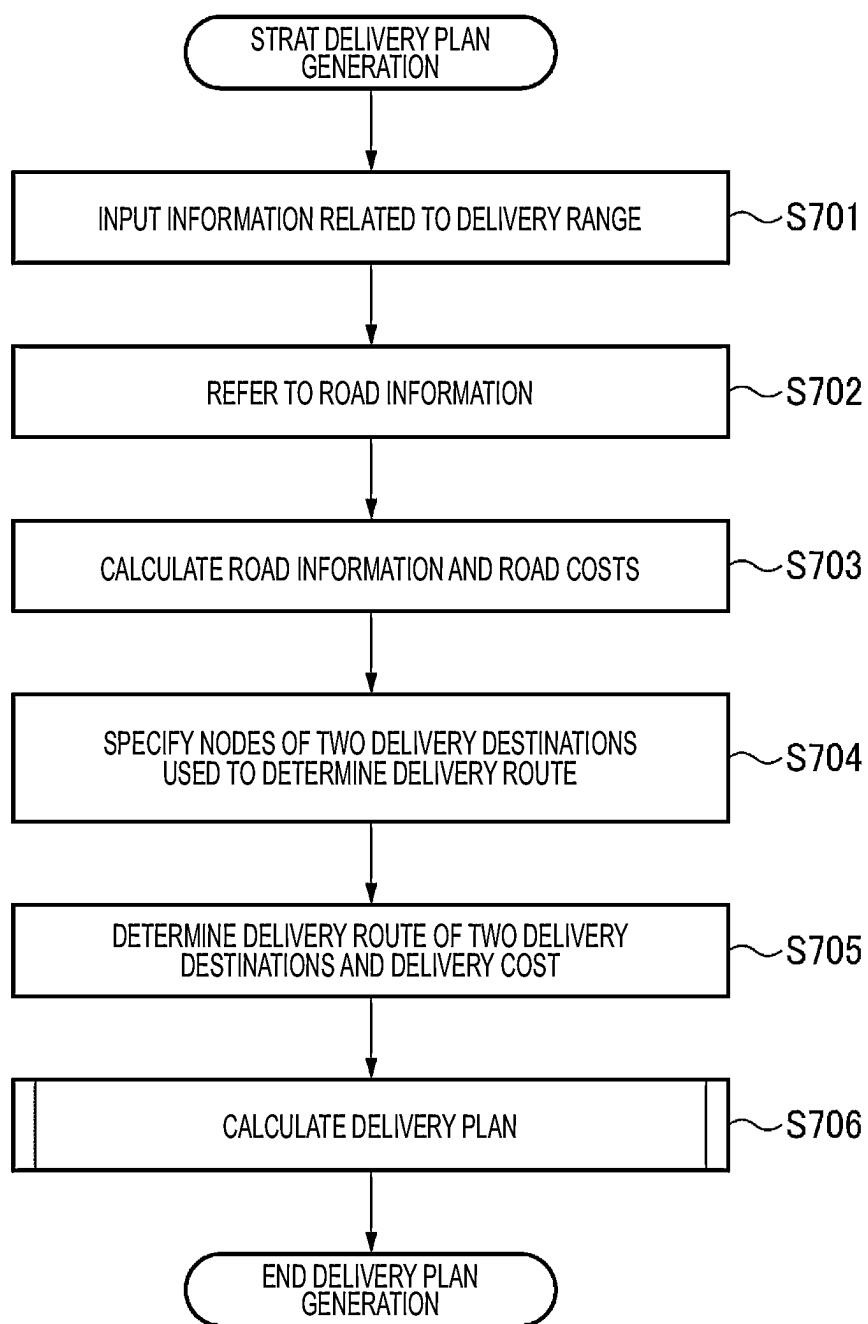 STRAT DELIVERY PLAN
GENERATION
INPUT INFORMATION RELATED TO DELIVERY RANGE
S701
REFER TO ROAD INFORMATION
S702
CALCULATE ROAD INFORMATION AND ROAD COSTS
S703
SPECIFY NODES OF TWO DELIVERY DESTINATIONS
USED TO DETERMINE DELIVERY ROUTE
S704
DETERMINE DELIVERY ROUTE OF TWO DELIVERY
DESTINATIONS AND DELIVERY COST
S705
CALCULATE DELIVERY PLAN
S706
END DELIVERY PLAN
GENERATION